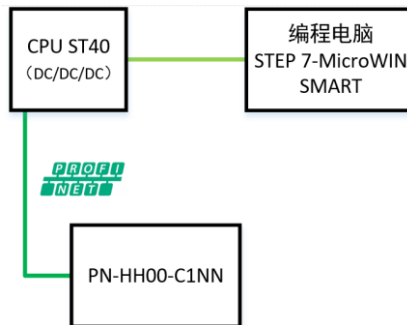 CPU ST40
（DC/DC/DC）
编程电脑
STEP 7-MicroWIN
SMART
PROFI
NET
PN-HH00-C1NN